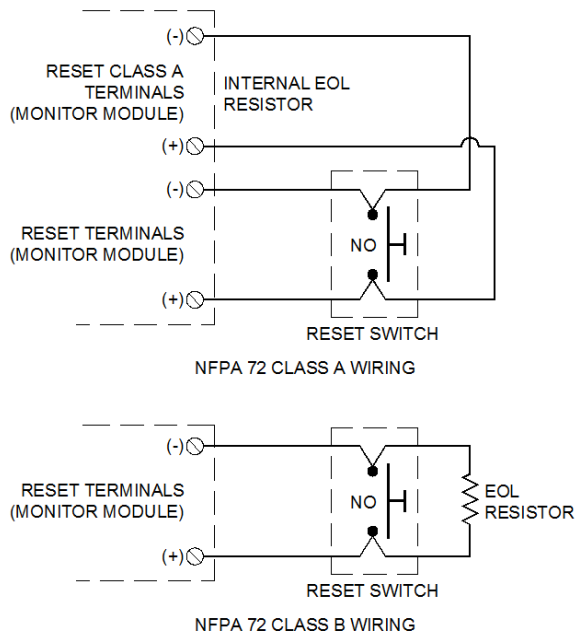 (-)
RESET CLASS A
TERMINALS
(MONITOR MODULE)
INTERNAL EOL
RESISTOR
(+)
(-)
RESET TERMINALS
(MONITOR MODULE)
NO
(+)
RESET SWITCH
NFPA 72 CLASS A WIRING
(-)
RESET TERMINALS
(MONITOR MODULE)
NO
EOL
RESISTOR
(+)
RESET SWITCH
NFPA 72 CLASS B WIRING